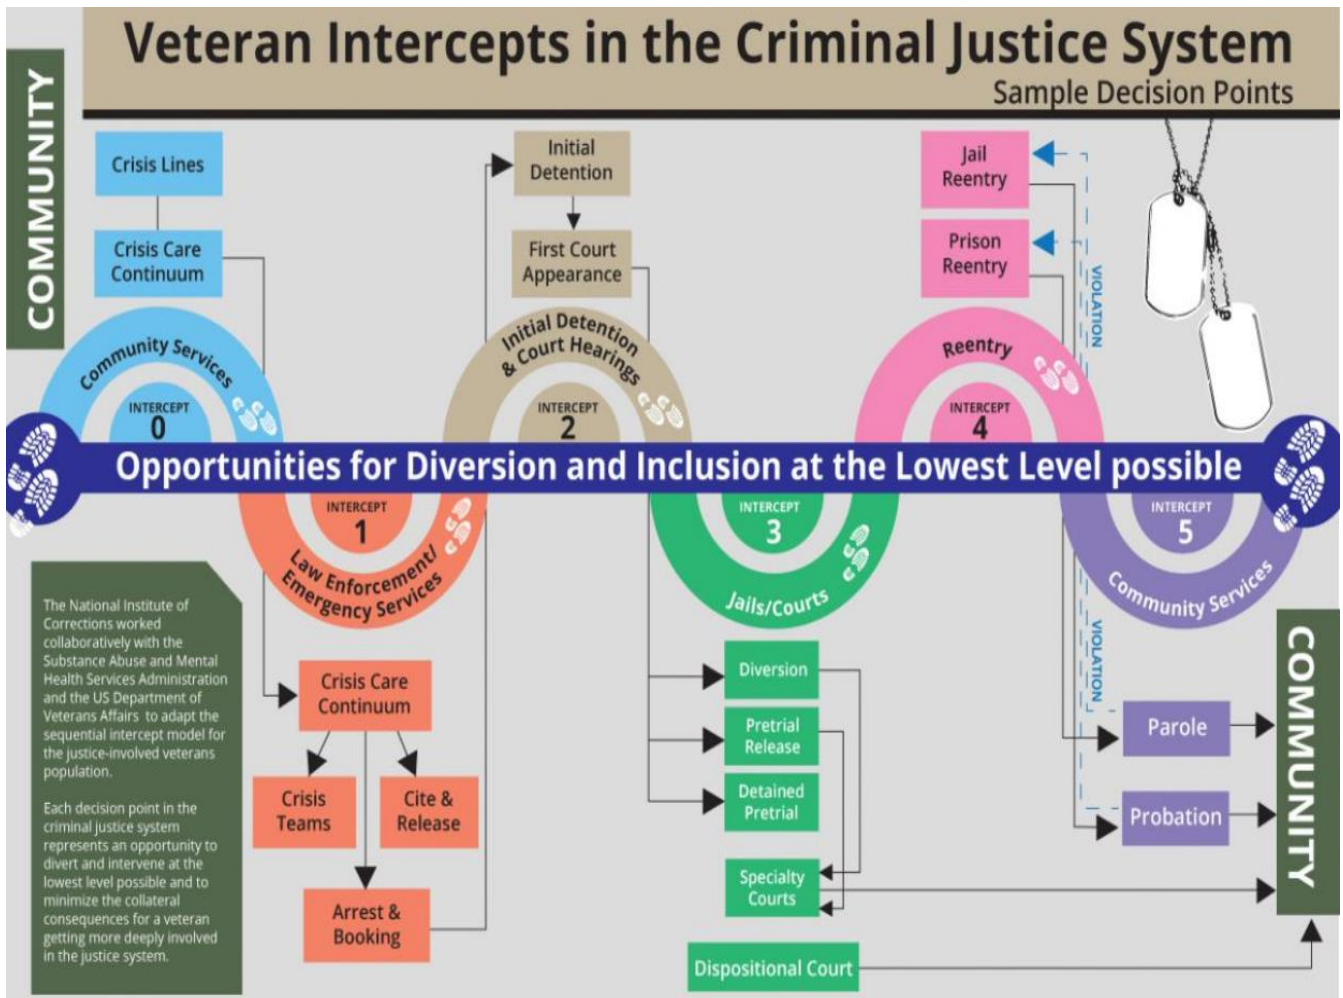 Veteran Intercepts in the Criminal Justice System
Sample Decision Points
COMMUNITY
Crisis Lines
Crisis Care
Continuum
Community Services
INTERCEPT
0
Initial
Detention
First Court
Appearance
Initial Detention
& Court Hearings
INTERCEPT
2
Jail
Reentry
Prison
Reentry
VIOLATION
Reentry
INTERCEPT
4
Opportunities for Diversion and Inclusion at the Lowest Level possible
INTERCEPT
1
Law Enforcement/
Emergency Services
Crisis Care
Continuum
Crisis
Teams
Cite &
Release
Arrest &
Booking
INTERCEPT
3
Jails/Courts
Diversion
Pretrial
Release
Detained
Pretrial
Specialty
Courts
Dispositional Court
INTERCEPT
5
Community Services
VIOLATION
Parole
Probation
COMMUNITY
The National Institute of
Corrections worked
collaboratively with the
Substance Abuse and Mental
Health Services Administration
and the US Department of
Veterans Affairs to adapt the
sequential intercept model for
the justice-involved veterans
population.
Each decision point in the
criminal justice system
represents an opportunity to
divert and intervene at the
lowest level possible and to
minimize the collateral
consequences for a veteran
getting more deeply involved
in the justice system.